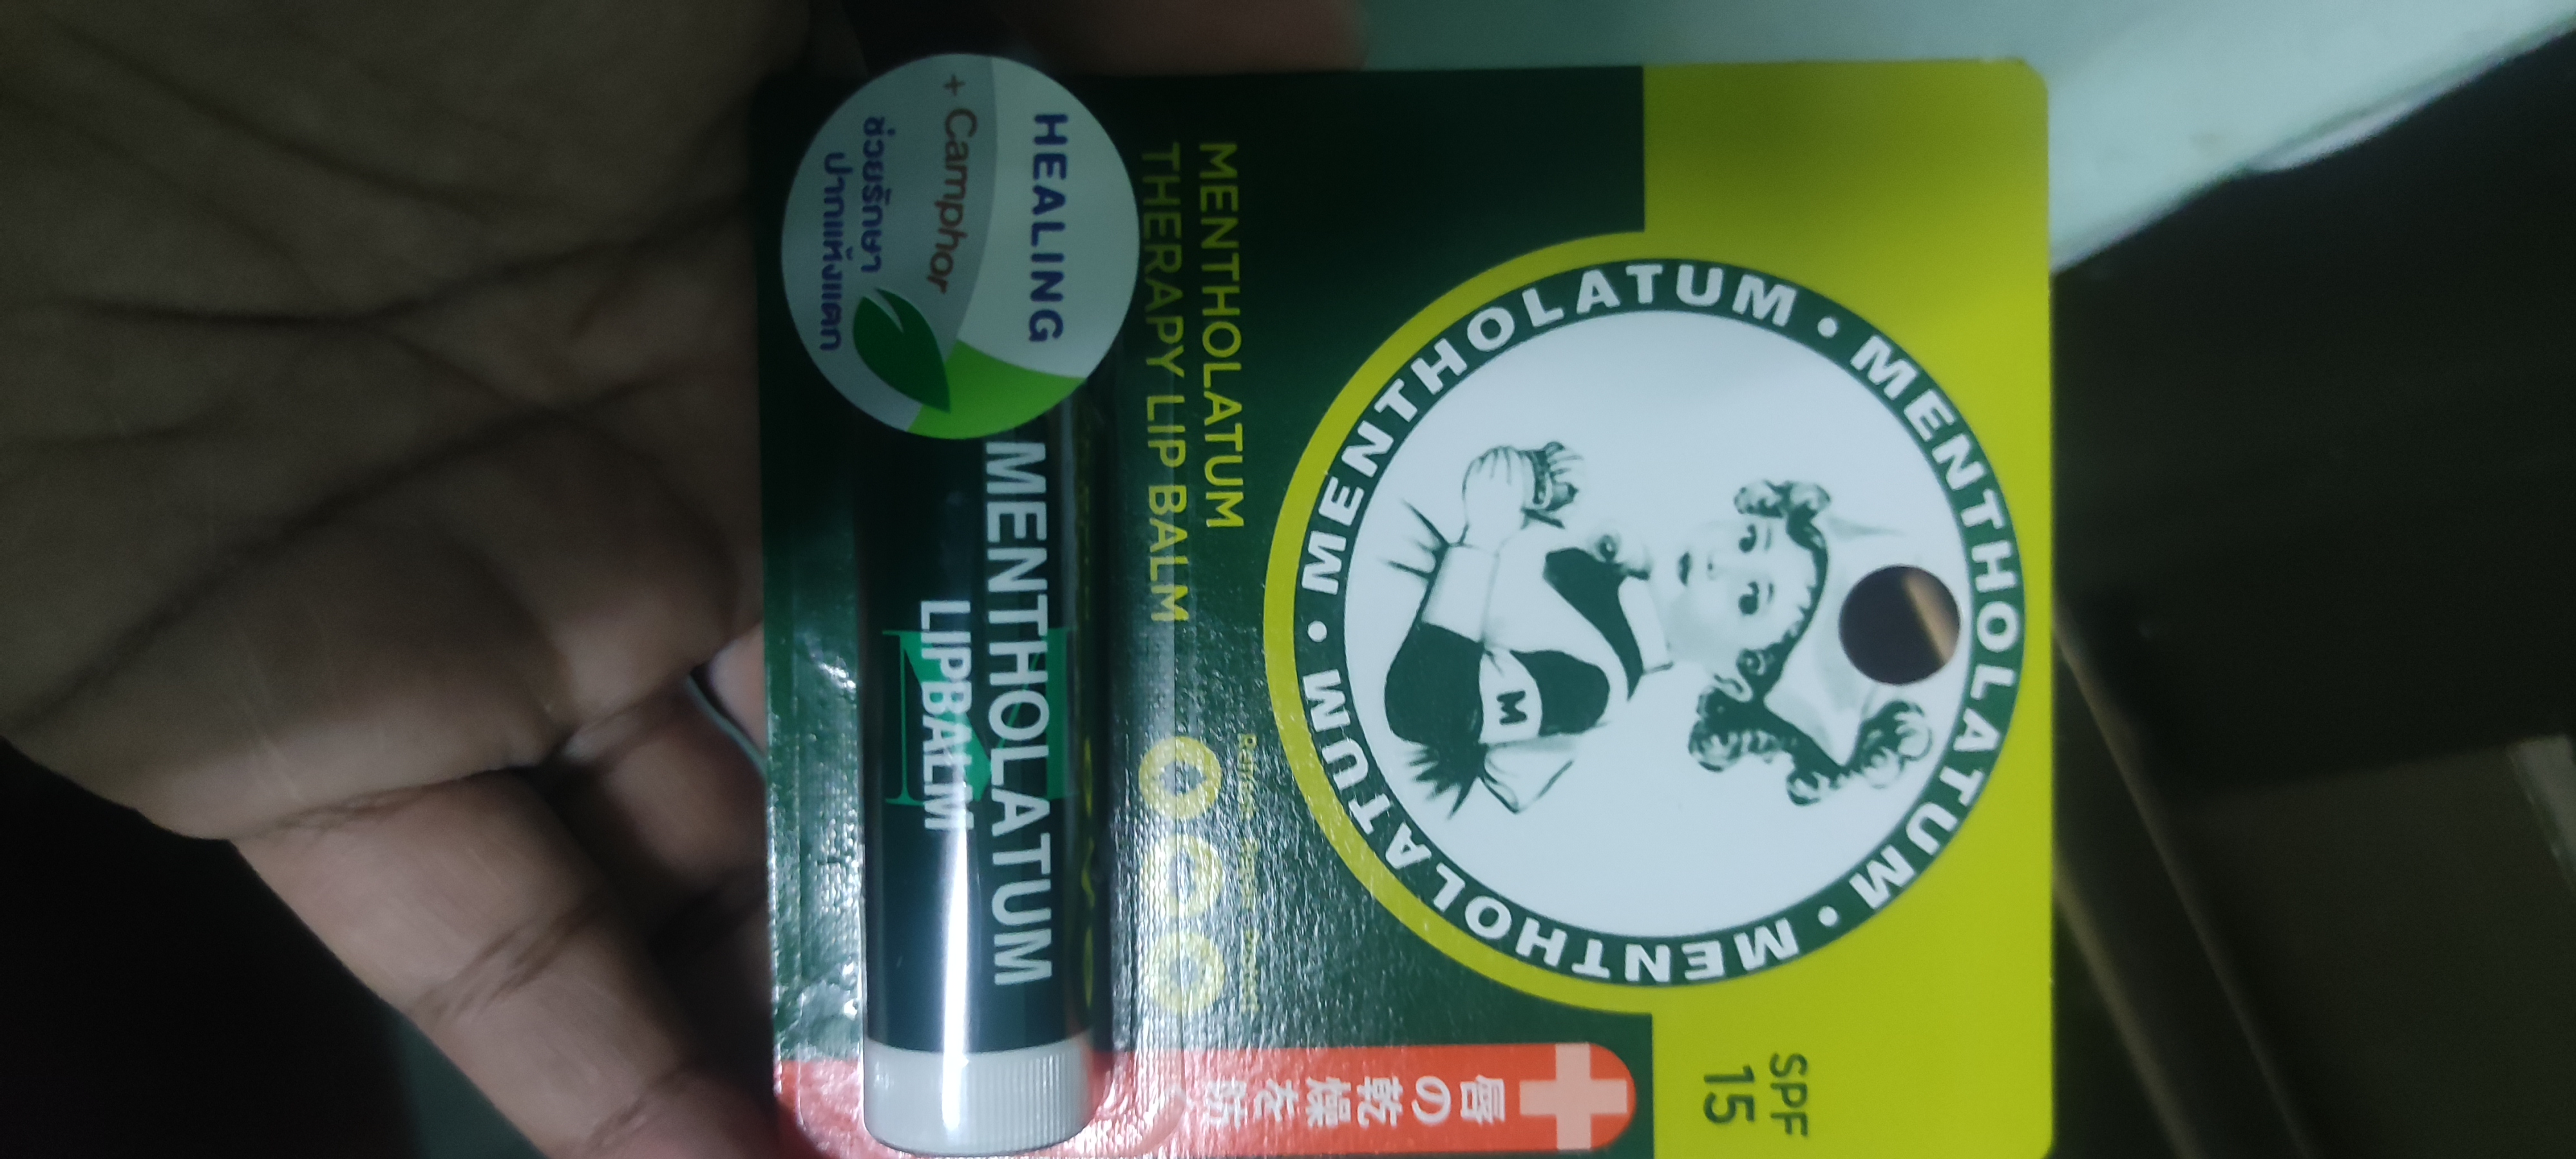 MENTHOLATUM • MENTHOLATUM • MENTHOLATUM • MENTHOLATUM •
M
SPF
15
MENTHOLATUM
THERAPY LIP BALM
唇の乾燥を防
HEALING
+ Camphor
ช่วยรักษา
ปากแห้งแตก
MENTHOLATUM
LIPBALM